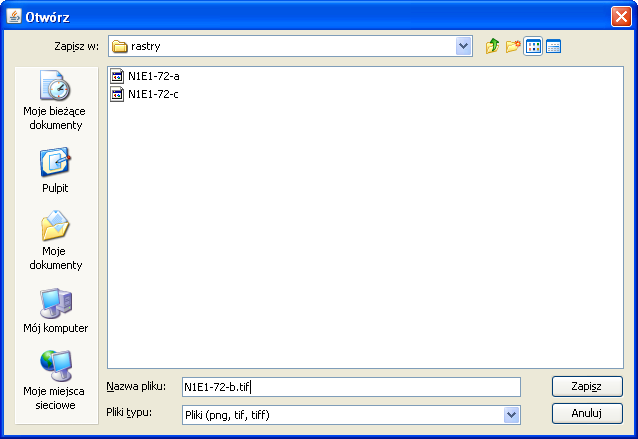 Otwórz
Zapisz w:
rastry
N1E1-72-a
N1E1-72-c
Moje bieżące
dokumenty
Pulpit
Moje
dokumenty
Mój komputer
Moje miejsca
sieciowe
Nazwa pliku:
N1E1-72-b.tif
Zapisz
Pliki typu:
Pliki (png, tif, tiff)
Anuluj